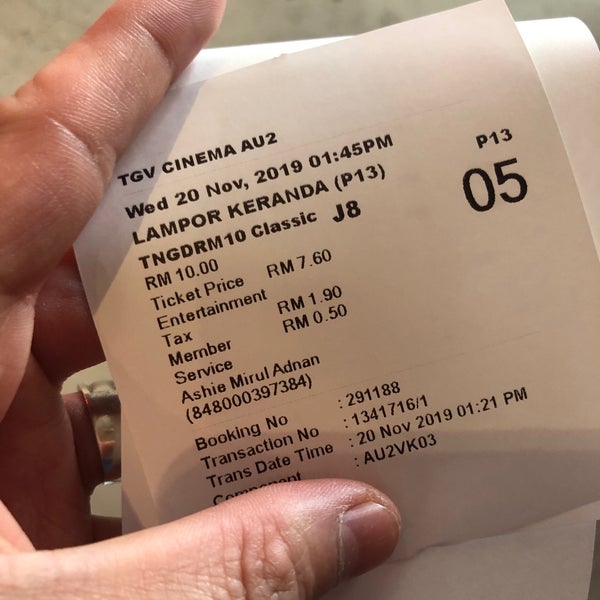 TGV CINEMA AU2
Wed 20 Nov, 2019 01:45PM
P13
LAMPOR KERANDA (P13)
05
TNGDRM10 Classic J8
RM 10.00
Ticket Price RM 7.60
Entertainment
Tax RM 1.90
Member RM 0.50
Service
Ashie Mirul Adnan
(848000397384)
Booking No : 291188
Transaction No : 1341716/1
Trans Date Time : 20 Nov 2019 01:21 PM
Component : AU2VK03